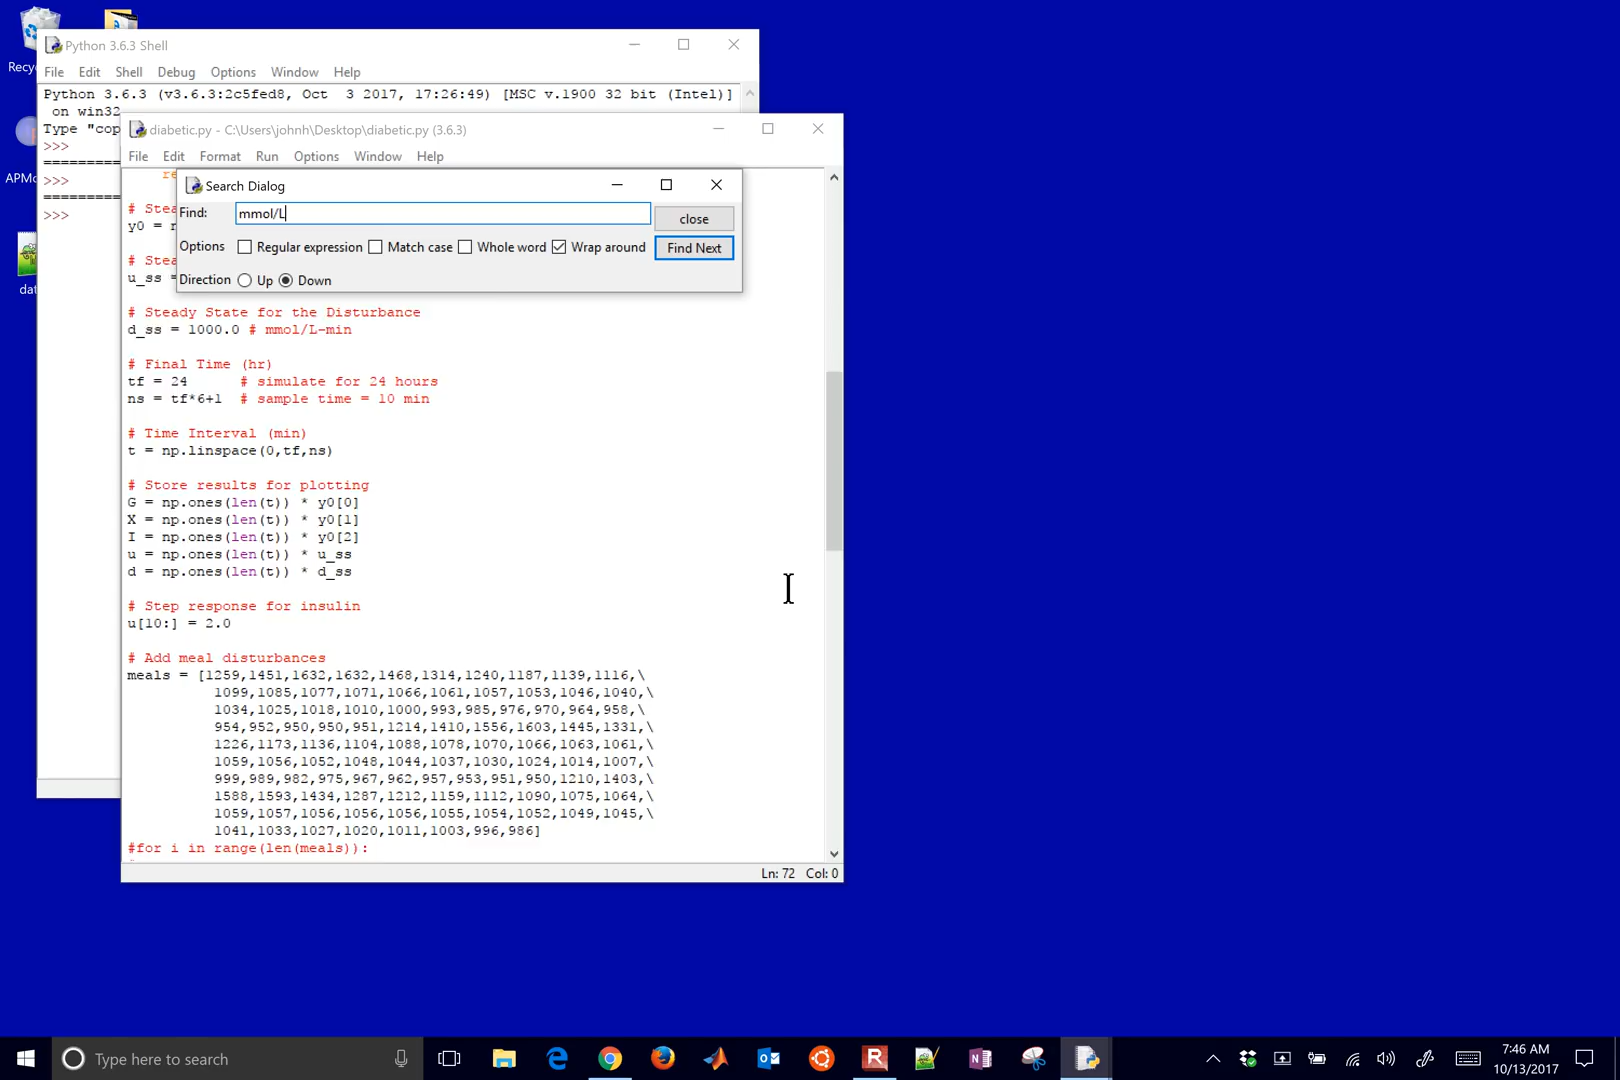 Recyc
APMo
dat
Python 3.6.3 Shell
File Edit Shell Debug Options Window Help
Python 3.6.3 (v3.6.3:2c5fed8, Oct  3 2017, 17:26:49) [MSC v.1900 32 bit (Intel)]
on win32
Type "cop
>>>
==========
>>>
==========
>>>
diabetic.py - C:\Users\johnh\Desktop\diabetic.py (3.6.3)
File Edit Format Run Options Window Help
re
# Stea
y0 = n
# Stea
u_ss =
Search Dialog
Find: mmol/L
close
Options Regular expression Match case Whole word Wrap around
Find Next
Direction Up Down
# Steady State for the Disturbance
d_ss = 1000.0 # mmol/L-min
# Final Time (hr)
tf = 24      # simulate for 24 hours
ns = tf*6+1  # sample time = 10 min
# Time Interval (min)
t = np.linspace(0,tf,ns)
# Store results for plotting
G = np.ones(len(t)) * y0[0]
X = np.ones(len(t)) * y0[1]
I = np.ones(len(t)) * y0[2]
u = np.ones(len(t)) * u_ss
d = np.ones(len(t)) * d_ss
# Step response for insulin
u[10:] = 2.0
# Add meal disturbances
meals = [1259,1451,1632,1632,1468,1314,1240,1187,1139,1116,\
1099,1085,1077,1071,1066,1061,1057,1053,1046,1040,\
1034,1025,1018,1010,1000,993,985,976,970,964,958,\
954,952,950,950,951,1214,1410,1556,1603,1445,1331,\
1226,1173,1136,1104,1088,1078,1070,1066,1063,1061,\
1059,1056,1052,1048,1044,1037,1030,1024,1014,1007,\
999,989,982,975,967,962,957,953,951,950,1210,1403,\
1588,1593,1434,1287,1212,1159,1112,1090,1075,1064,\
1059,1057,1056,1056,1056,1055,1054,1052,1049,1045,\
1041,1033,1027,1020,1011,1003,996,986]
#for i in range(len(meals)):
Ln: 72 Col: 0
Type here to search
7:46 AM
10/13/2017